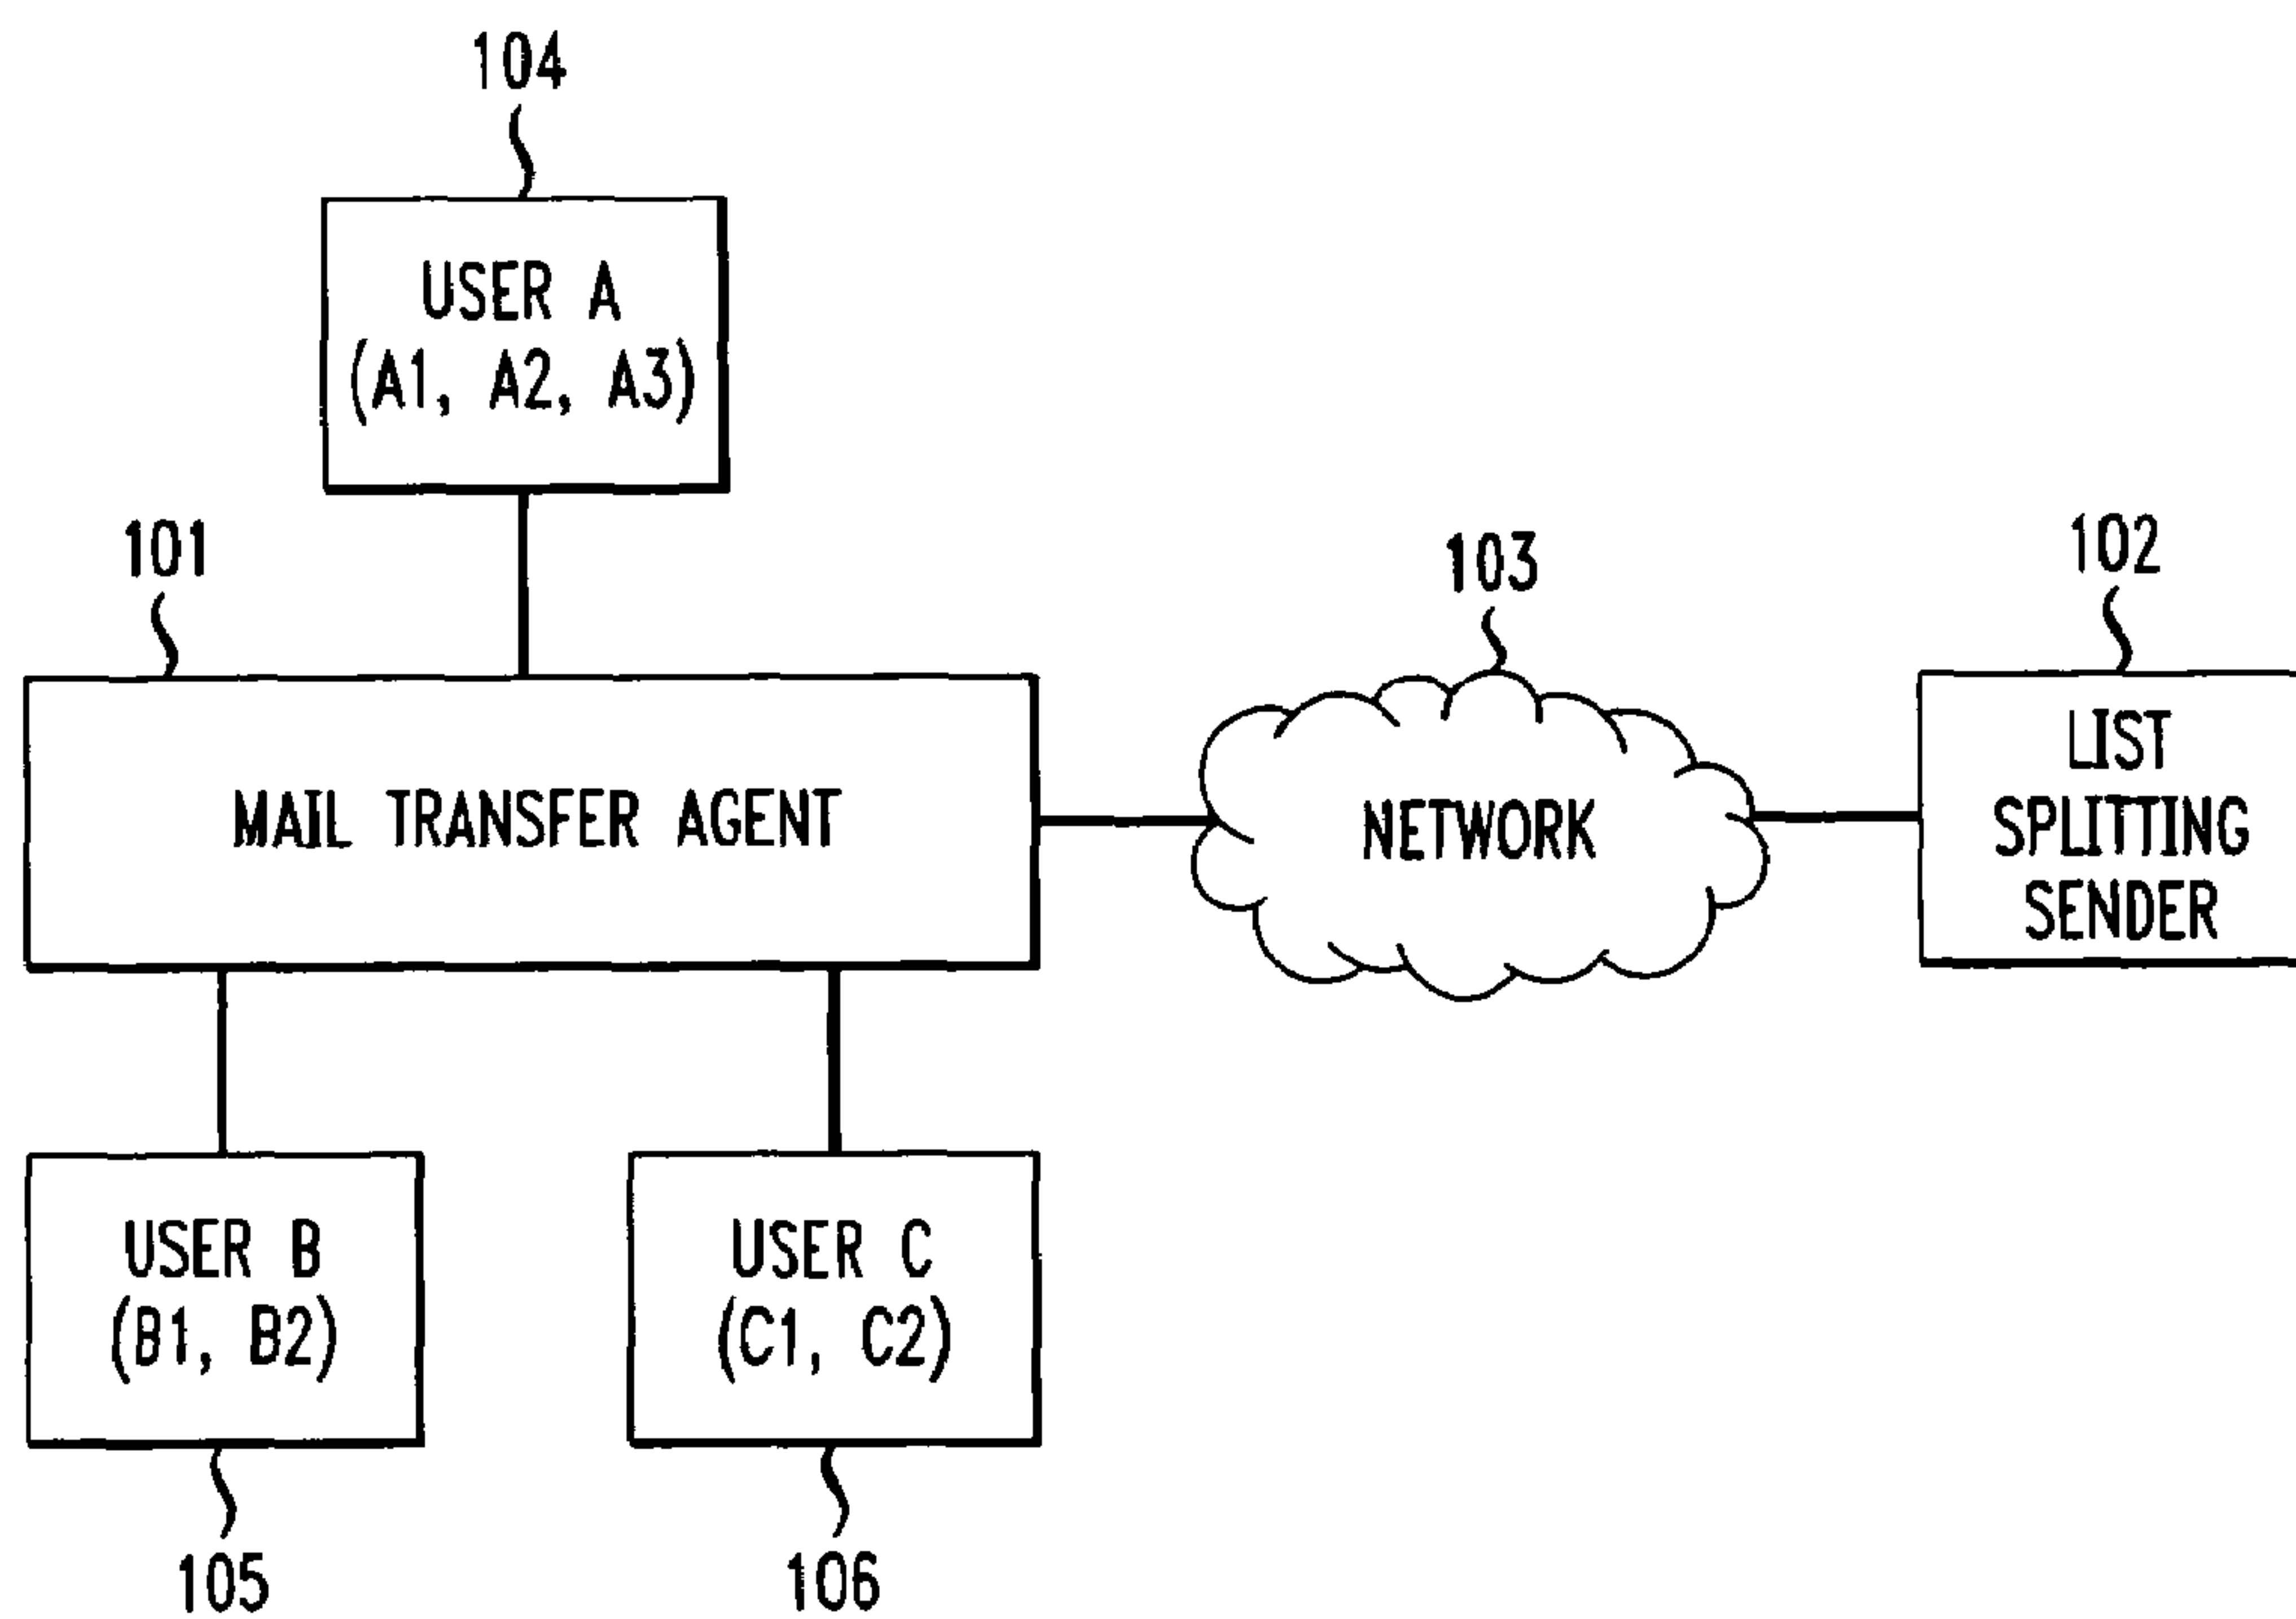 104
USER A
(A1, A2, A3)
101
103
102
MAIL TRANSFER AGENT
NETWORK
LIST
SPLITTING
SENDER
USER B
(B1, B2)
USER C
(C1, C2)
105
106